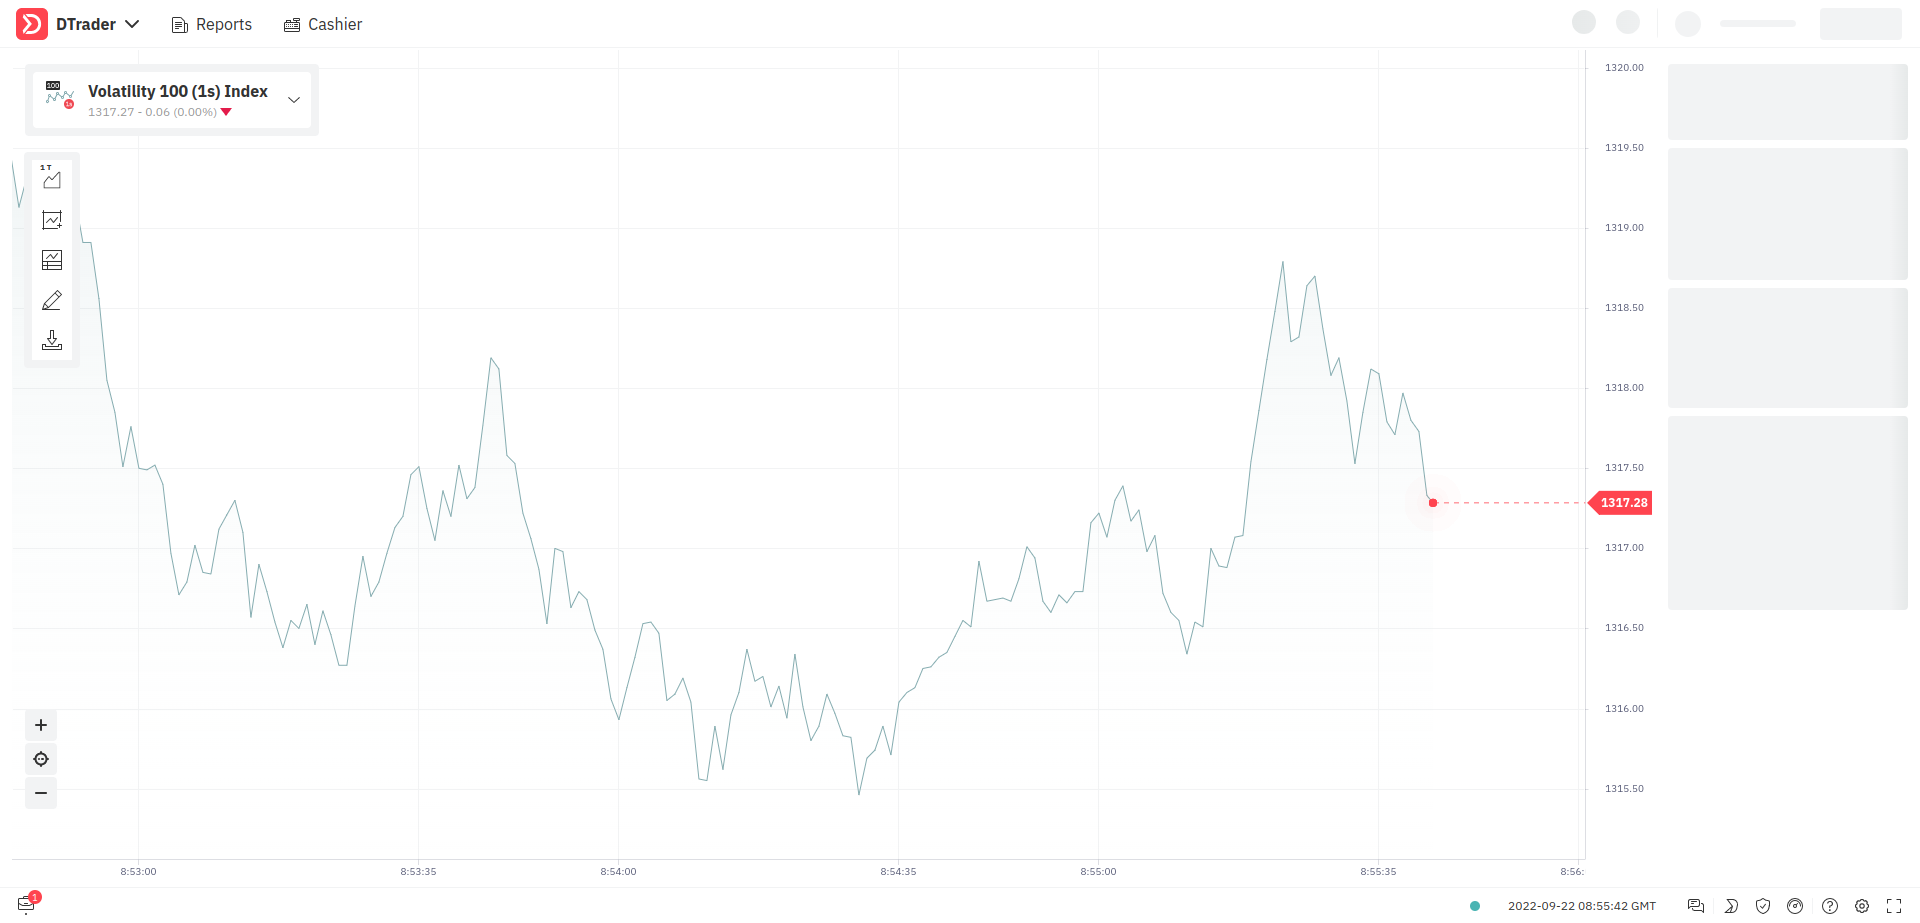 DTrader
Reports
Cashier
100
Volatility 100 (1s) Index
1317.27 - 0.06 (0.00%)
1s
1 T
1320.00
1319.50
1319.00
1318.50
1318.00
1317.50
1317.28
1317.00
1316.50
1316.00
1315.50
8:53:00
8:53:35
8:54:00
8:54:35
8:55:00
8:55:35
8:56:
1
2022-09-22 08:55:42 GMT